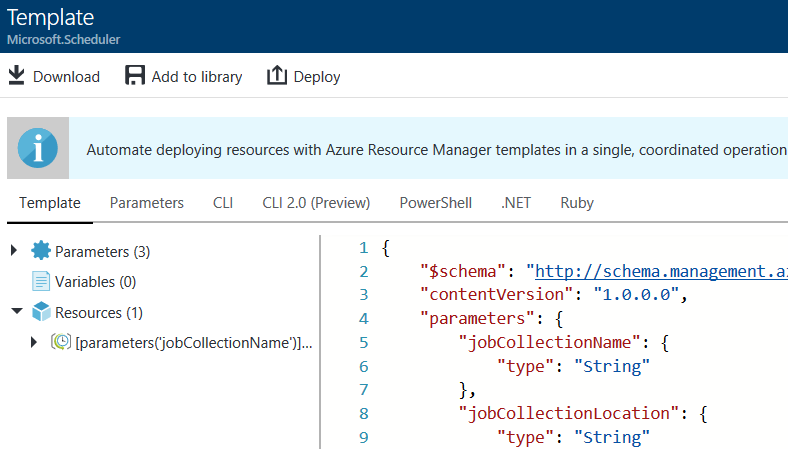 Template
Microsoft.Scheduler
Download Add to library Deploy
Automate deploying resources with Azure Resource Manager templates in a single, coordinated operation
Template Parameters CLI CLI 2.0 (Preview) PowerShell .NET Ruby
Parameters (3)
Variables (0)
Resources (1)
[parameters('jobCollectionName')]...
1 {
2 "$schema": "http://schema.management.az
3 "contentVersion": "1.0.0.0",
4 "parameters": {
5 "jobCollectionName": {
6 "type": "String"
7 },
8 "jobCollectionLocation": {
9 "type": "String"